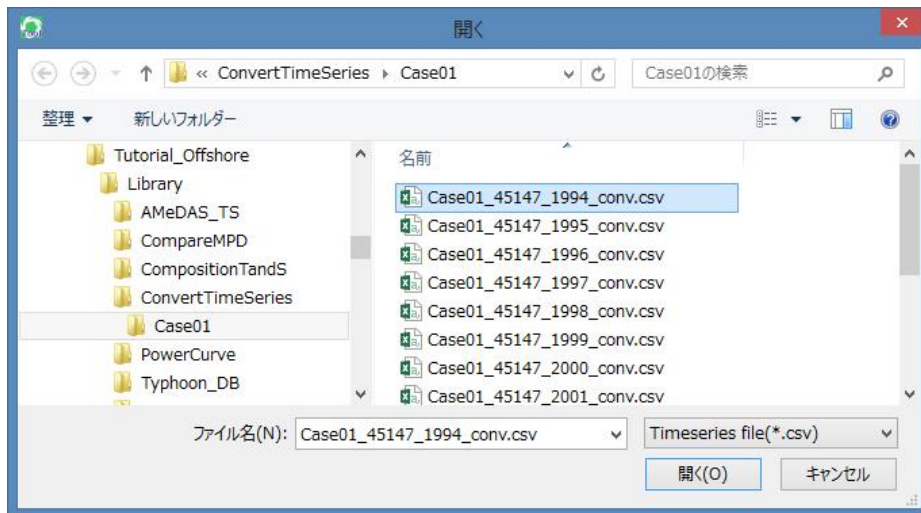 開く
« ConvertTimeSeries ▸ Case01
Case01の検索
整理 ▼ 新しいフォルダー
Tutorial_Offshore
Library
AMeDAS_TS
CompareMPD
CompositionTandS
ConvertTimeSeries
Case01
PowerCurve
Typhoon_DB
名前
Case01_45147_1994_conv.csv
Case01_45147_1995_conv.csv
Case01_45147_1996_conv.csv
Case01_45147_1997_conv.csv
Case01_45147_1998_conv.csv
Case01_45147_1999_conv.csv
Case01_45147_2000_conv.csv
Case01_45147_2001_conv.csv
ファイル名(N): Case01_45147_1994_conv.csv Timeseries file(*.csv)
開く(O) キャンセル